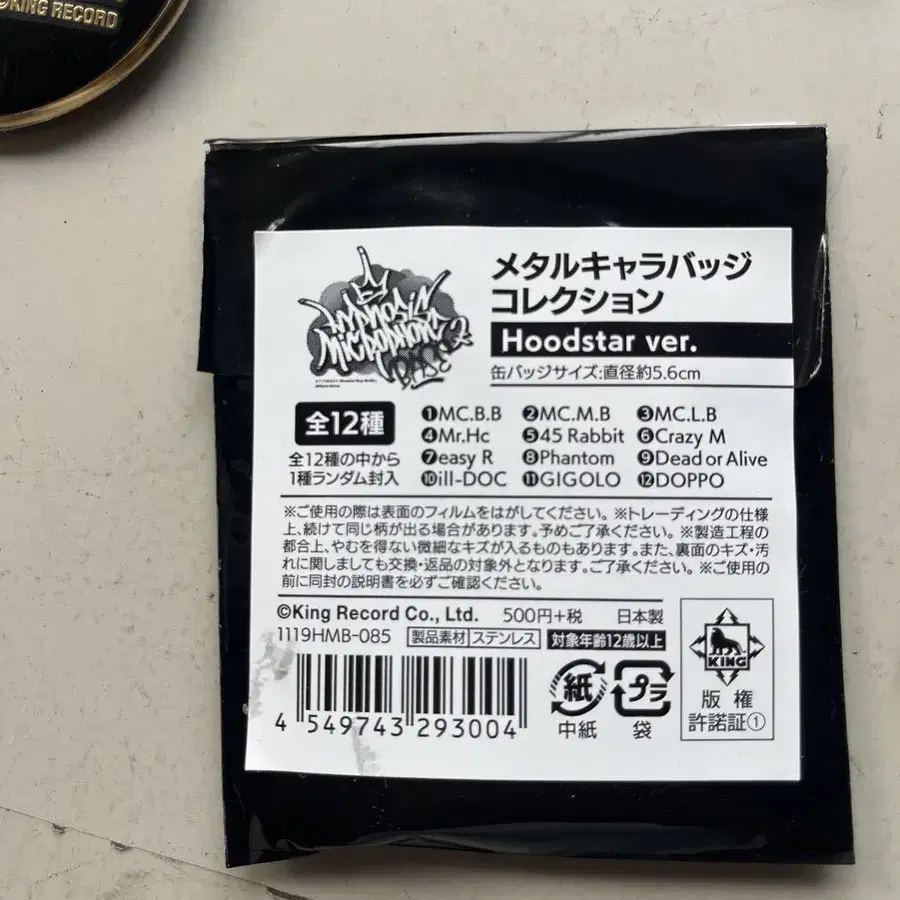 ©KING RECORD
HYPNOSIS
MICROPHONE
BASE
メタルキャラバッジ
コレクション
Hoodstar ver.
缶バッジサイズ:直径約5.6cm
全12種
全12種の中から
1種ランダム封入
❶MC.B.B ❷MC.M.B ❸MC.L.B
❹Mr.Hc ❺45 Rabbit ❻Crazy M
❼easy R ❽Phantom ❾Dead or Alive
❿ill-DOC ⓫GIGOLO ⓬DOPPO
※ご使用の際は表面のフィルムをはがしてください。※トレーディングの仕様
上、続けて同じ柄が出る場合があります。予めご了承ください。※製造工程の
都合上、やむを得ない微細なキズが入るものもあります。また、裏面のキズ・汚
れに関しましても交換・返品の対象外となります。ご了承ください。※ご使用の
前に同封の説明書を必ずご確認ください。
©King Record Co., Ltd. 500円+税 日本製
1119HMB-085 製品素材 ステンレス 対象年齢12歳以上
4 549743 293004
紙 プラ
中紙 袋
KING
版権
許諾証①